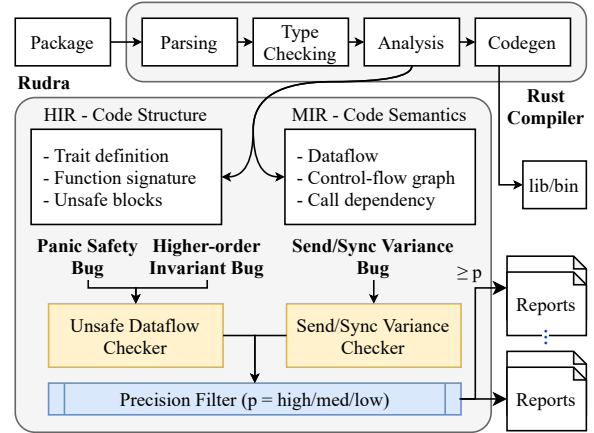 Package
Parsing
Type
Checking
Analysis
Codegen
Rudra
Rust
Compiler
HIR - Code Structure
- Trait definition
- Function signature
- Unsafe blocks
MIR - Code Semantics
- Dataflow
- Control-flow graph
- Call dependency
lib/bin
Panic Safety
Bug
Higher-order
Invariant Bug
Send/Sync Variance
Bug
≥ p
Unsafe Dataflow
Checker
Send/Sync Variance
Checker
Reports
Precision Filter (p = high/med/low)
Reports